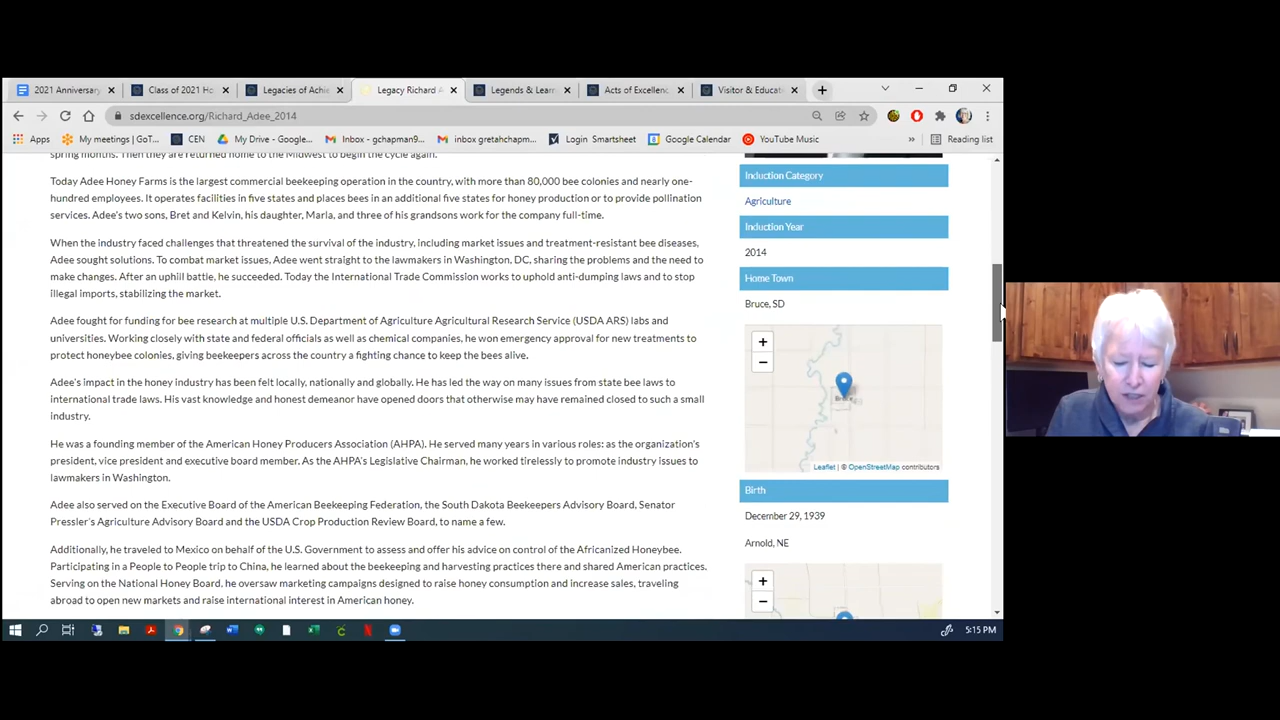 2021 Anniversary
Class of 2021 Ho
Legacies of Achie
Legacy Richard A
Legends & Learn
Acts of Excellenc
Visitor & Educat
sdexcellence.org/Richard_Adee_2014
Apps
My meetings | GoT...
CEN
My Drive - Google...
Inbox - gchapman9...
inbox gretahchapm...
Login Smartsheet
Google Calendar
YouTube Music
»
Reading list
spring months. Then they are returned home to the Midwest to begin the cycle again.
Today Adee Honey Farms is the largest commercial beekeeping operation in the country, with more than 80,000 bee colonies and nearly one-
hundred employees. It operates facilities in five states and places bees in an additional five states for honey production or to provide pollination
services. Adee's two sons, Bret and Kelvin, his daughter, Marla, and three of his grandsons work for the company full-time.
When the industry faced challenges that threatened the survival of the industry, including market issues and treatment-resistant bee diseases,
Adee sought solutions. To combat market issues, Adee went straight to the lawmakers in Washington, DC, sharing the problems and the need to
make changes. After an uphill battle, he succeeded. Today the International Trade Commission works to uphold anti-dumping laws and to stop
illegal imports, stabilizing the market.
Adee fought for funding for bee research at multiple U.S. Department of Agriculture Agricultural Research Service (USDA ARS) labs and
universities. Working closely with state and federal officials as well as chemical companies, he won emergency approval for new treatments to
protect honeybee colonies, giving beekeepers across the country a fighting chance to keep the bees alive.
Adee's impact in the honey industry has been felt locally, nationally and globally. He has led the way on many issues from state bee laws to
international trade laws. His vast knowledge and honest demeanor have opened doors that otherwise may have remained closed to such a small
industry.
He was a founding member of the American Honey Producers Association (AHPA). He served many years in various roles: as the organization's
president, vice president and executive board member. As the AHPA's Legislative Chairman, he worked tirelessly to promote industry issues to
lawmakers in Washington.
Adee also served on the Executive Board of the American Beekeeping Federation, the South Dakota Beekeepers Advisory Board, Senator
Pressler's Agriculture Advisory Board and the USDA Crop Production Review Board, to name a few.
Additionally, he traveled to Mexico on behalf of the U.S. Government to assess and offer his advice on control of the Africanized Honeybee.
Participating in a People to People trip to China, he learned about the beekeeping and harvesting practices there and shared American practices.
Serving on the National Honey Board, he oversaw marketing campaigns designed to raise honey consumption and increase sales, traveling
abroad to open new markets and raise international interest in American honey.
Induction Category
Agriculture
Induction Year
2014
Home Town
Bruce, SD
+
−
Bruce
Leaflet | © OpenStreetMap contributors
Birth
December 29, 1939
Arnold, NE
+
−
5:15 PM